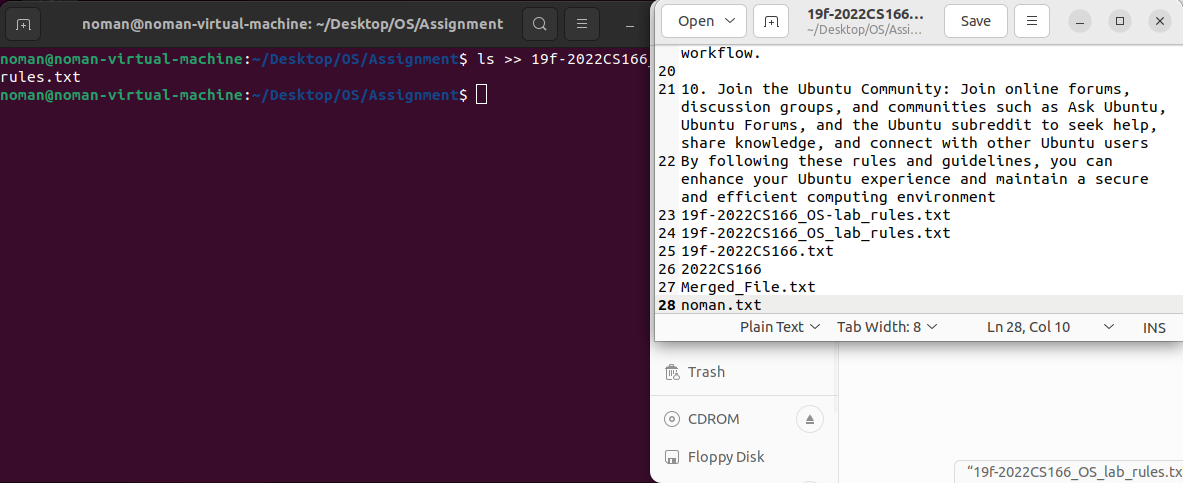 noman@noman-virtual-machine: ~/Desktop/OS/Assignment
noman@noman-virtual-machine:~/Desktop/OS/Assignment$ ls >> 19f-2022CS166_
rules.txt
noman@noman-virtual-machine:~/Desktop/OS/Assignment$
Open
19f-2022CS166...
~/Desktop/OS/Assi...
Save
workflow.
20
21 10. Join the Ubuntu Community: Join online forums,
discussion groups, and communities such as Ask Ubuntu,
Ubuntu Forums, and the Ubuntu subreddit to seek help,
share knowledge, and connect with other Ubuntu users
22 By following these rules and guidelines, you can
enhance your Ubuntu experience and maintain a secure
and efficient computing environment
23 19f-2022CS166_OS-lab_rules.txt
24 19f-2022CS166_OS_lab_rules.txt
25 19f-2022CS166.txt
26 2022CS166
27 Merged_File.txt
28 noman.txt
Plain Text Tab Width: 8 Ln 28, Col 10 INS
Trash
CDROM
Floppy Disk
“19f-2022CS166_OS_lab_rules.tx